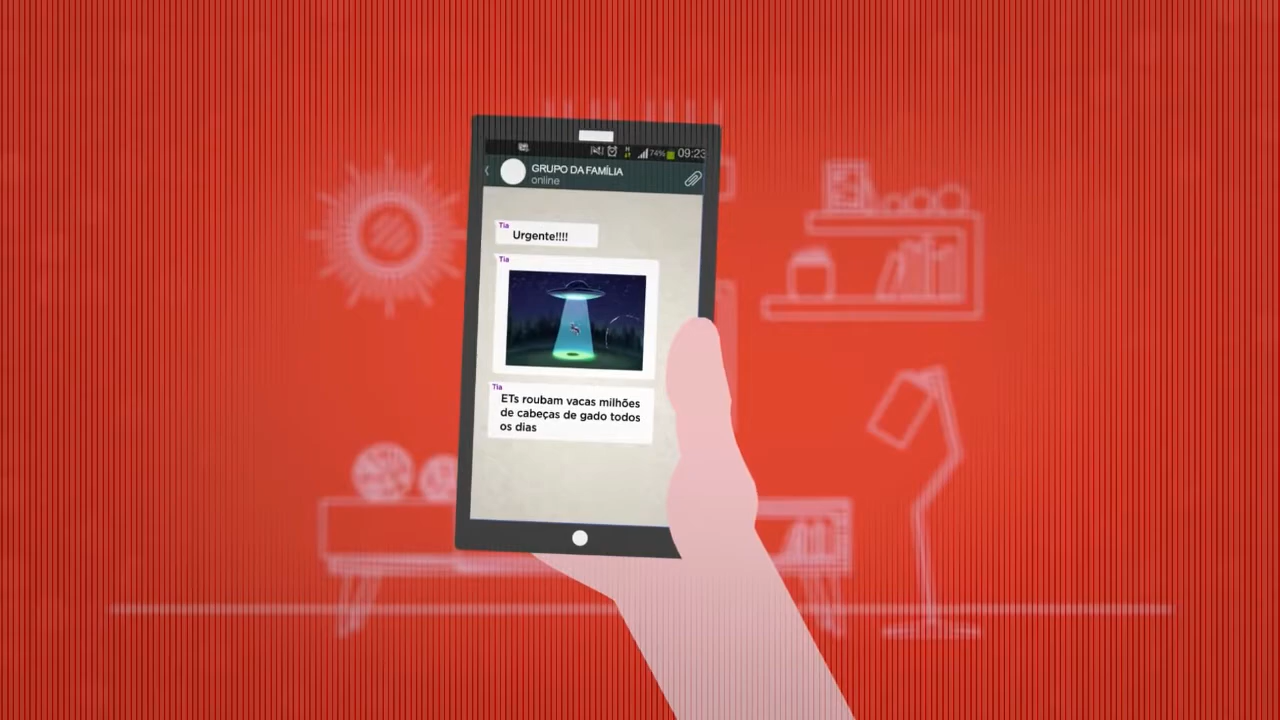 74% 09:23
GRUPO DA FAMÍLIA
online
Tia
Urgente!!!!
Tia
Tia
ETs roubam vacas milhões
de cabeças de gado todos
os dias